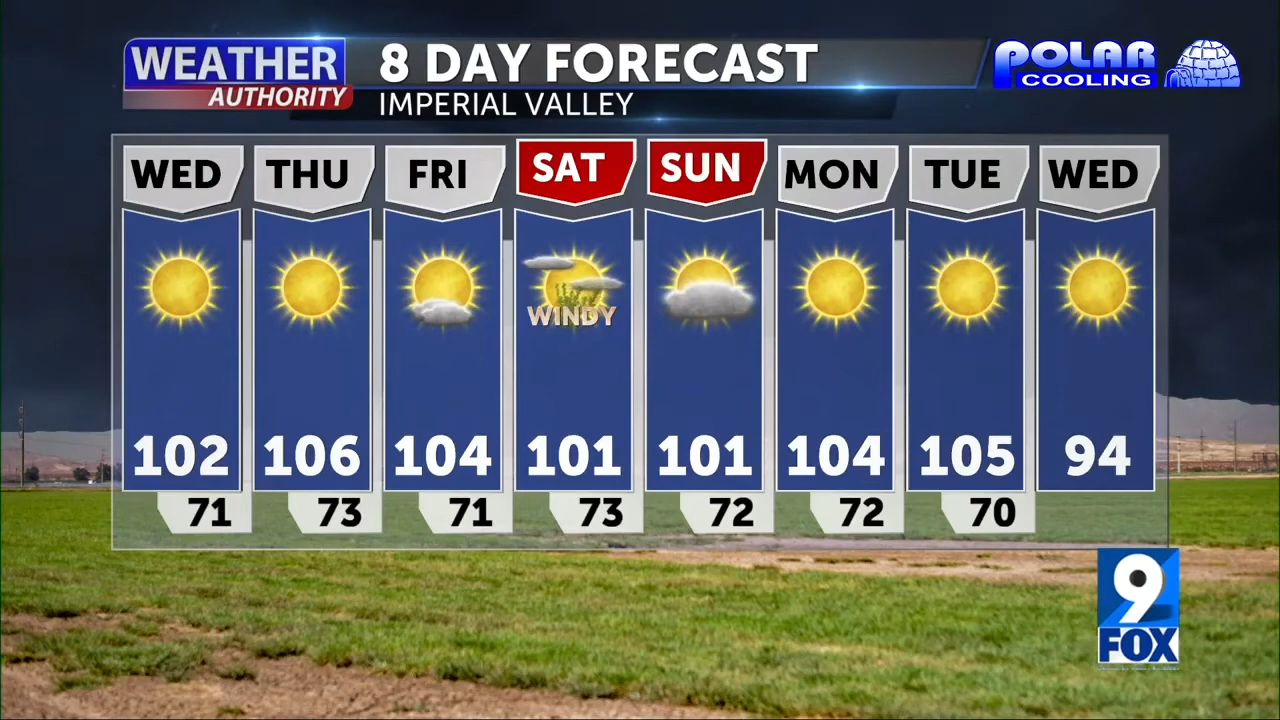 WEATHER
AUTHORITY
8 DAY FORECAST
IMPERIAL VALLEY
POLAR
COOLING
WED THU FRI SAT SUN MON TUE WED
WINDY
102 106 104 101 101 104 105 94
71 73 71 73 72 72 70
9
FOX